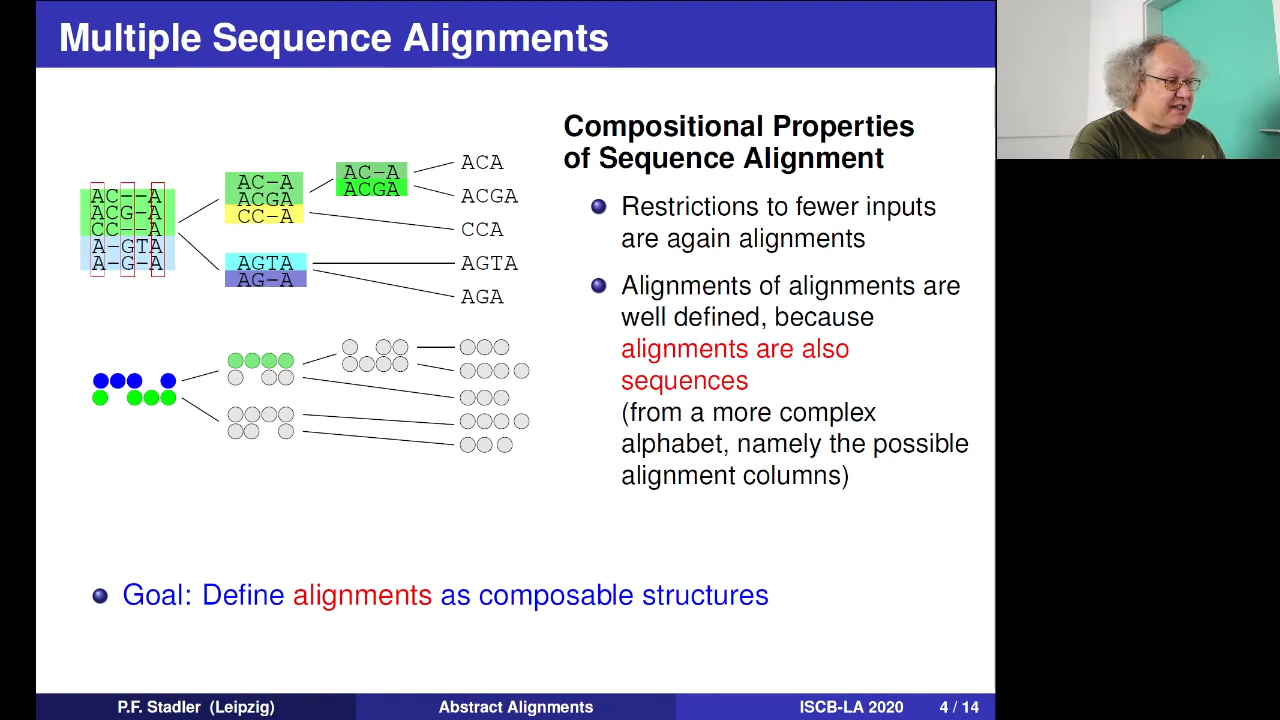 Multiple Sequence Alignments
AC--A
ACG-A
CC--A
A-GTA
A-G-A
AC-A
ACGA
CC-A
AGTA
AG-A
AC-A
ACGA
ACA
ACGA
CCA
AGTA
AGA
Compositional Properties
of Sequence Alignment
Restrictions to fewer inputs
are again alignments
Alignments of alignments are
well defined, because
alignments are also
sequences
(from a more complex
alphabet, namely the possible
alignment columns)
Goal: Define alignments as composable structures
P.F. Stadler (Leipzig)
Abstract Alignments
ISCB-LA 2020
4 / 14